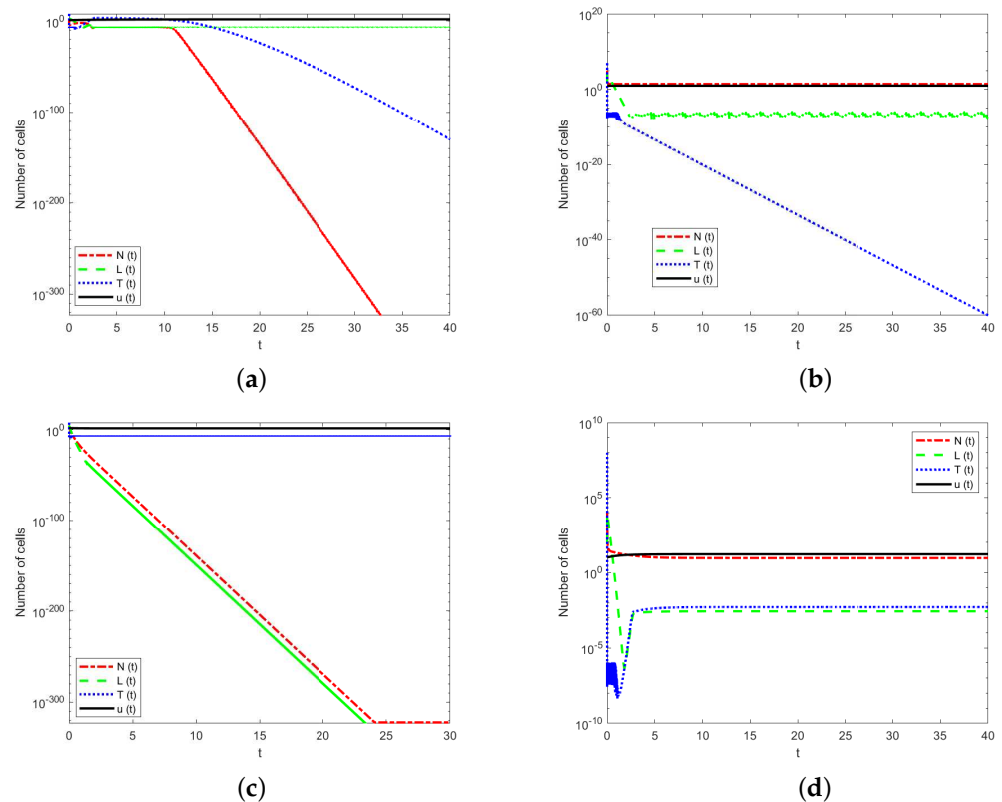 10^0
10^-100
10^-200
10^-300
Number of cells
N (t)
L (t)
T (t)
u (t)
0 5 10 15 20 25 30 35 40
t
(a)
10^20
10^0
10^-20
10^-40
10^-60
Number of cells
N (t)
L (t)
T (t)
u (t)
0 5 10 15 20 25 30 35 40
t
(b)
10^0
10^-100
10^-200
10^-300
Number of cells
N (t)
L (t)
T (t)
u (t)
0 5 10 15 20 25 30
t
(c)
10^10
10^5
10^0
10^-5
10^-10
Number of cells
N (t)
L (t)
T (t)
u (t)
0 5 10 15 20 25 30 35 40
t
(d)